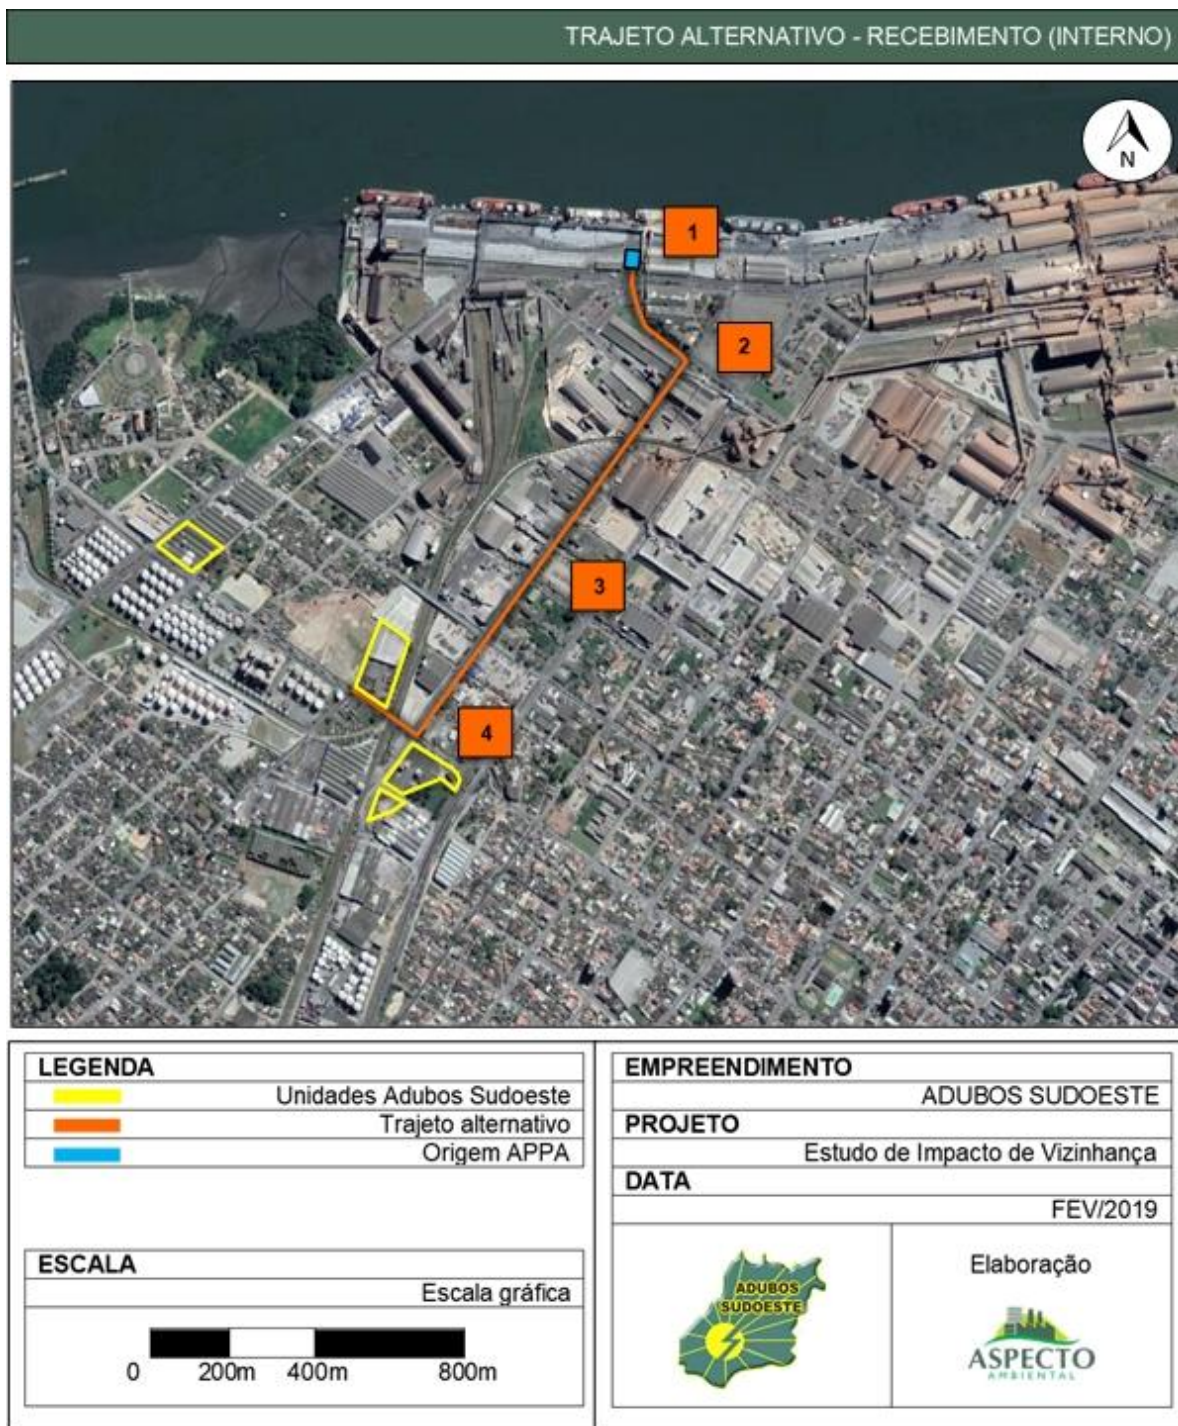 TRAJETO ALTERNATIVO - RECEBIMENTO (INTERNO)
N
1
2
3
4
LEGENDA
Unidades Adubos Sudoeste
Trajeto alternativo
Origem APPA
ESCALA
Escala gráfica
0 200m 400m 800m
EMPREENDIMENTO
ADUBOS SUDOESTE
PROJETO
Estudo de Impacto de Vizinhança
DATA
FEV/2019
ADUBOS
SUDOESTE
Elaboração
ASPECTO
AMBIENTAL